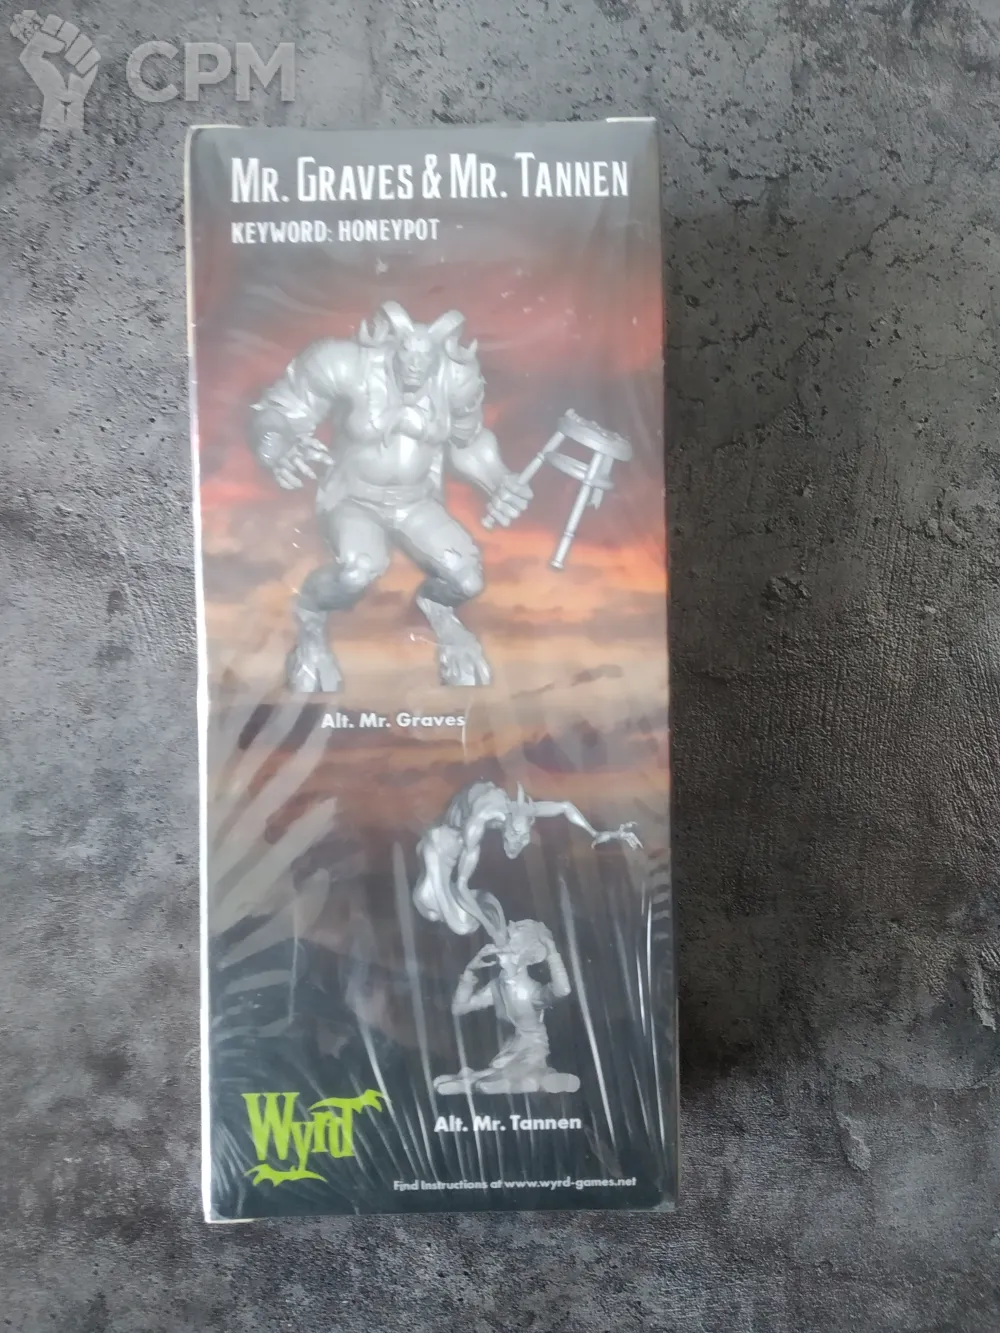 CPM
MR. GRAVES & MR. TANNEN
KEYWORD: HONEYPOT
Alt. Mr. Graves
Alt. Mr. Tannen
Wyrd
Find Instructions at www.wyrd-games.net